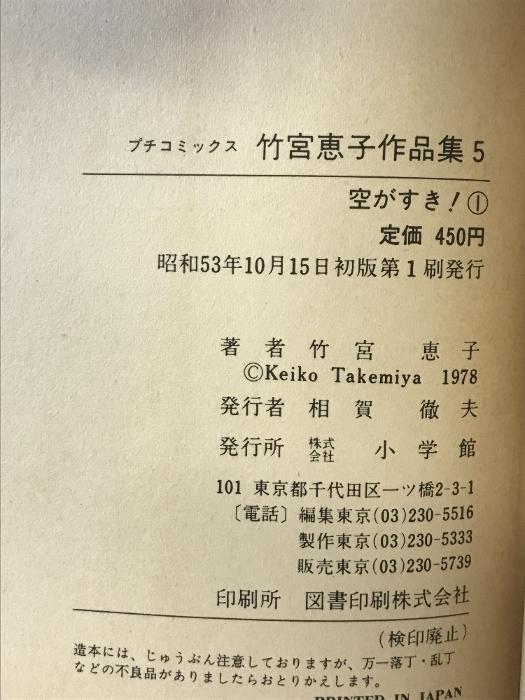 プチコミックス 竹宮恵子作品集 5
空がすき! ①
定価 450円
昭和53年10月15日初版第1刷発行
著者 竹宮 恵子
©Keiko Takemiya 1978
発行者 相賀 徹夫
発行所 株式会社 小学館
101 東京都千代田区一ツ橋2-3-1
〔電話〕編集東京(03)230-5516
製作東京(03)230-5333
販売東京(03)230-5739
印刷所 図書印刷株式会社
(検印廃止)
造本には、じゅうぶん注意しておりますが、万一落丁・乱丁
などの不良品がありましたらおとりかえします。
PRINTED IN JAPAN